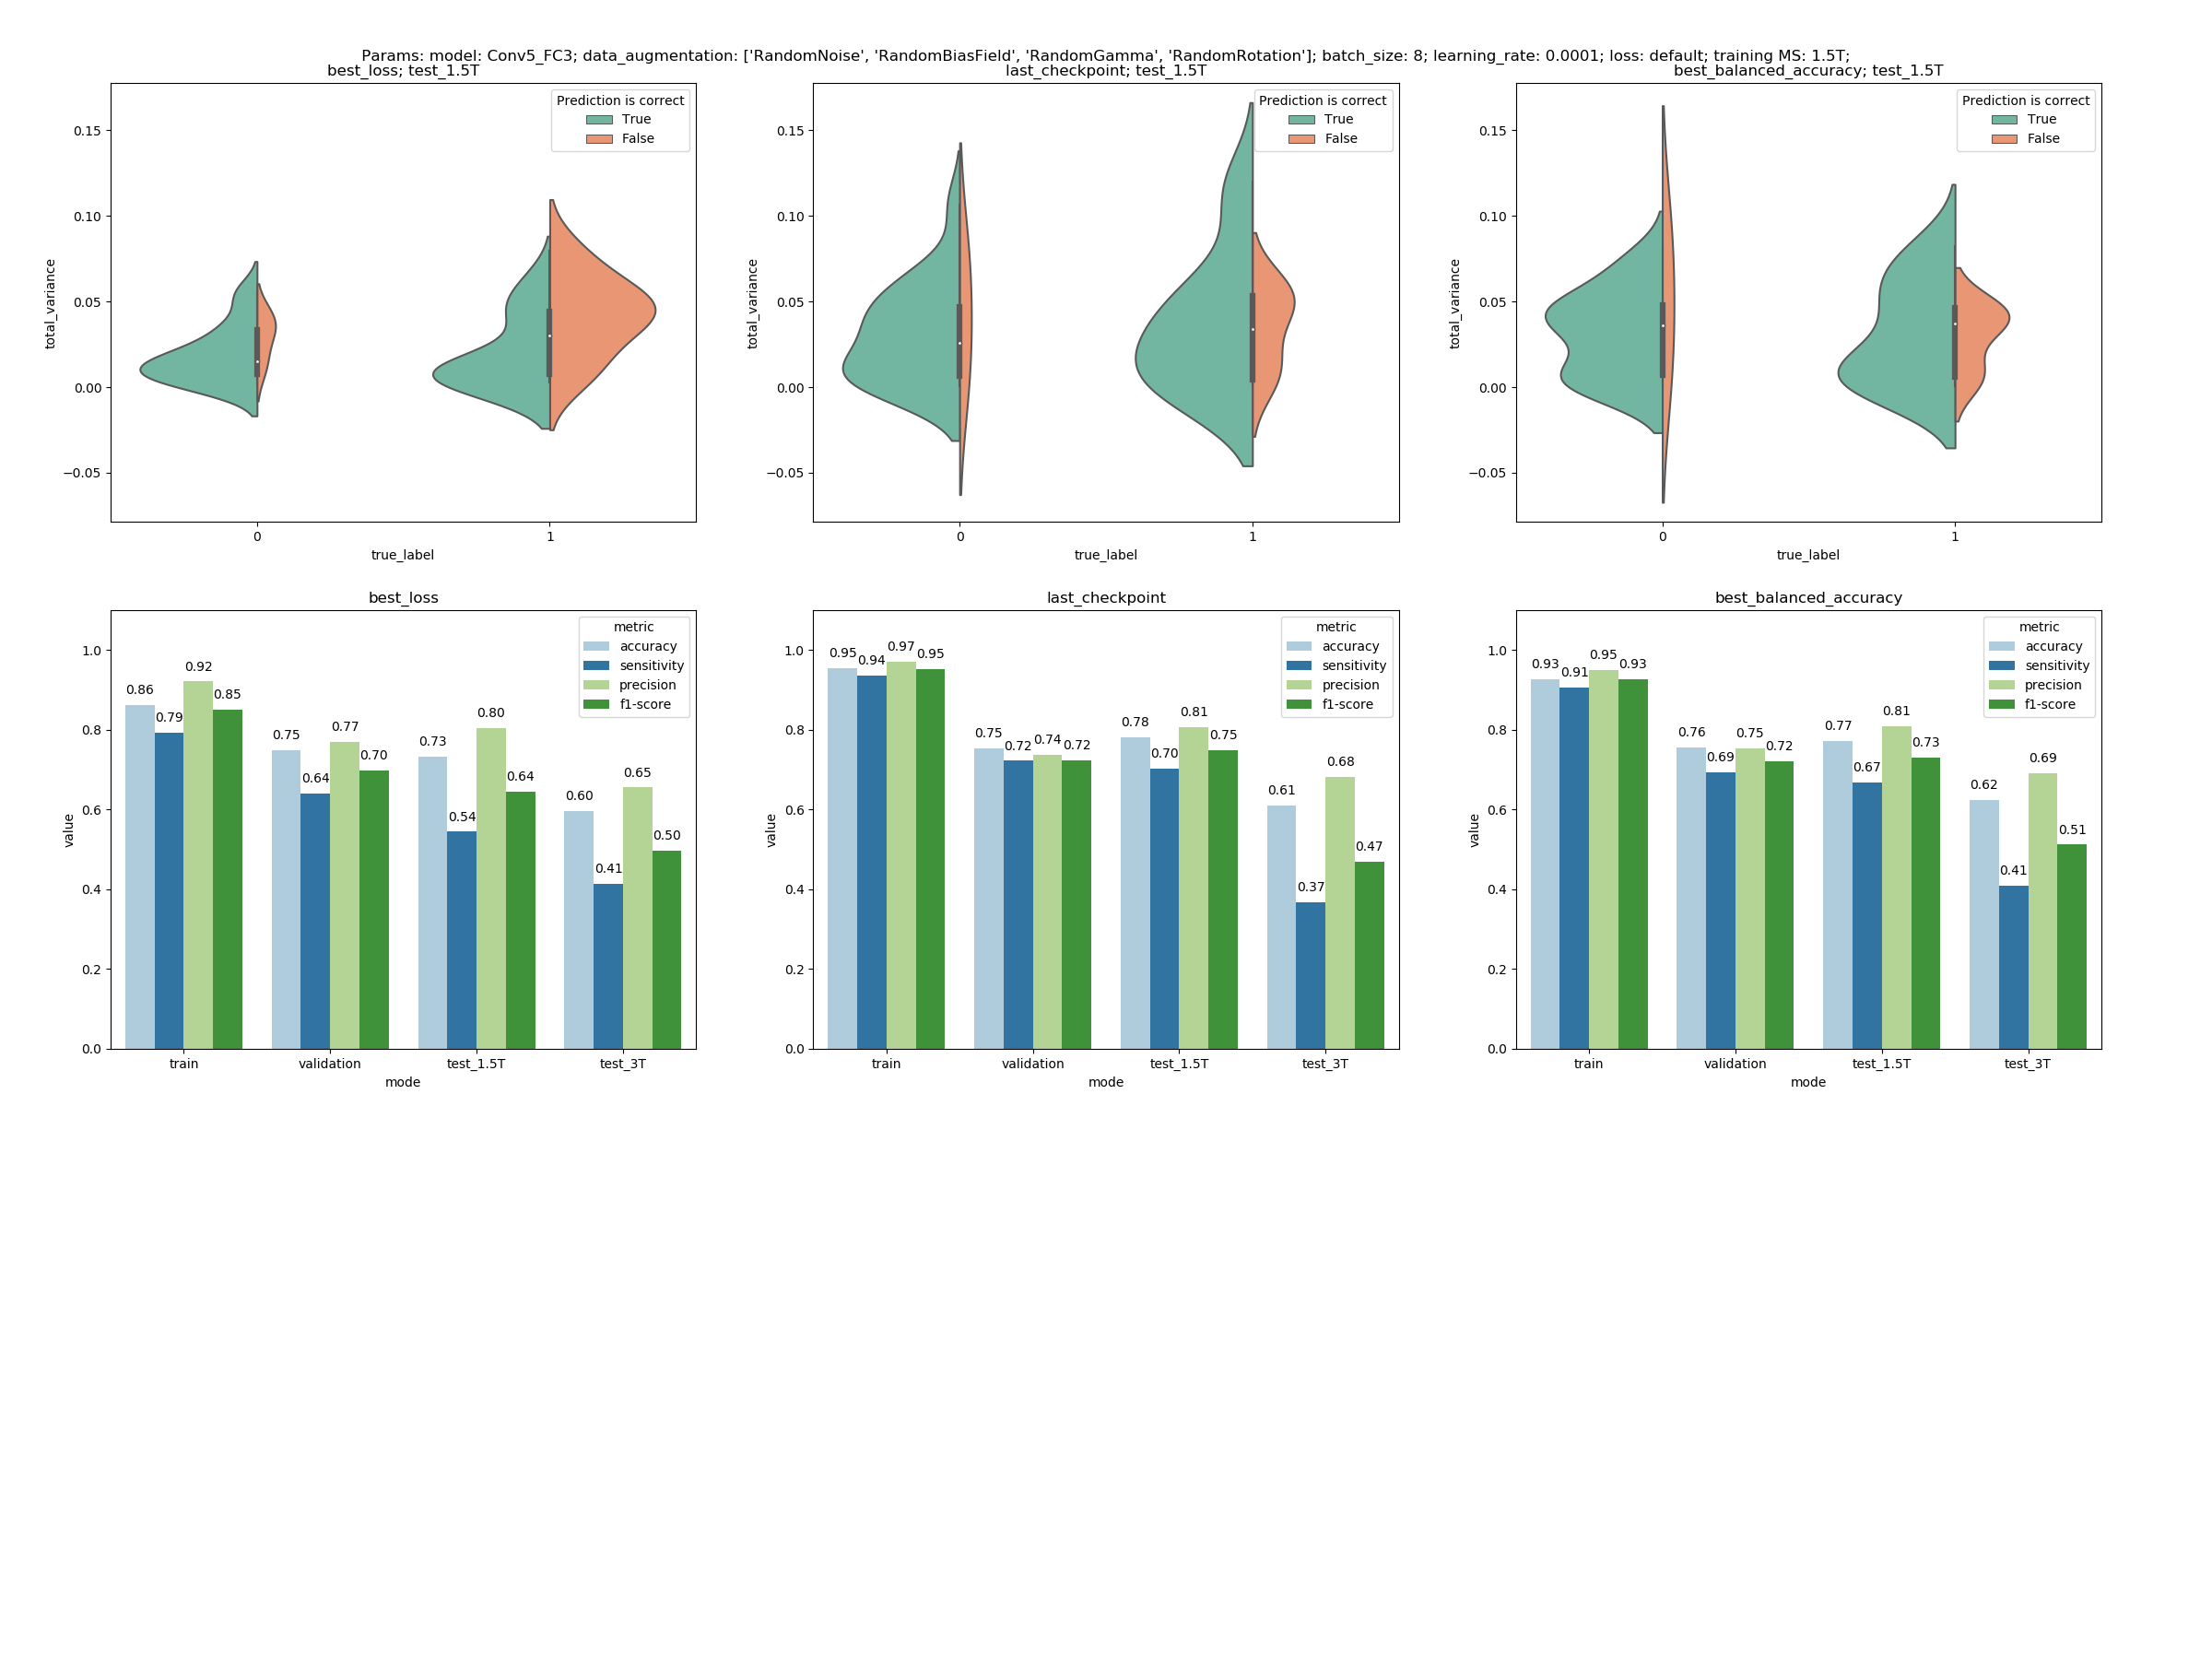 Params: model: Conv5_FC3; data_augmentation: ['RandomNoise', 'RandomBiasField', 'RandomGamma', 'RandomRotation']; batch_size: 8; learning_rate: 0.0001; loss: default; training MS: 1.5T;
best_loss; test_1.5T
Prediction is correct
True
False
0.15
0.10
0.05
0.00
−0.05
total_variance
0 1
true_label
last_checkpoint; test_1.5T
Prediction is correct
True
False
0.15
0.10
0.05
0.00
−0.05
total_variance
0 1
true_label
best_balanced_accuracy; test_1.5T
Prediction is correct
True
False
0.15
0.10
0.05
0.00
−0.05
total_variance
0 1
true_label
best_loss
metric
accuracy
sensitivity
precision
f1-score
1.0
0.8
0.6
0.4
0.2
0.0
value
0.86 0.79 0.92 0.85
0.75 0.64 0.77 0.70
0.73 0.54 0.80 0.64
0.60 0.41 0.65 0.50
train validation test_1.5T test_3T
mode
last_checkpoint
metric
accuracy
sensitivity
precision
f1-score
1.0
0.8
0.6
0.4
0.2
0.0
value
0.95 0.94 0.97 0.95
0.75 0.72 0.74 0.72
0.78 0.70 0.81 0.75
0.61 0.37 0.68 0.47
train validation test_1.5T test_3T
mode
best_balanced_accuracy
metric
accuracy
sensitivity
precision
f1-score
1.0
0.8
0.6
0.4
0.2
0.0
value
0.93 0.91 0.95 0.93
0.76 0.69 0.75 0.72
0.77 0.67 0.81 0.73
0.62 0.41 0.69 0.51
train validation test_1.5T test_3T
mode